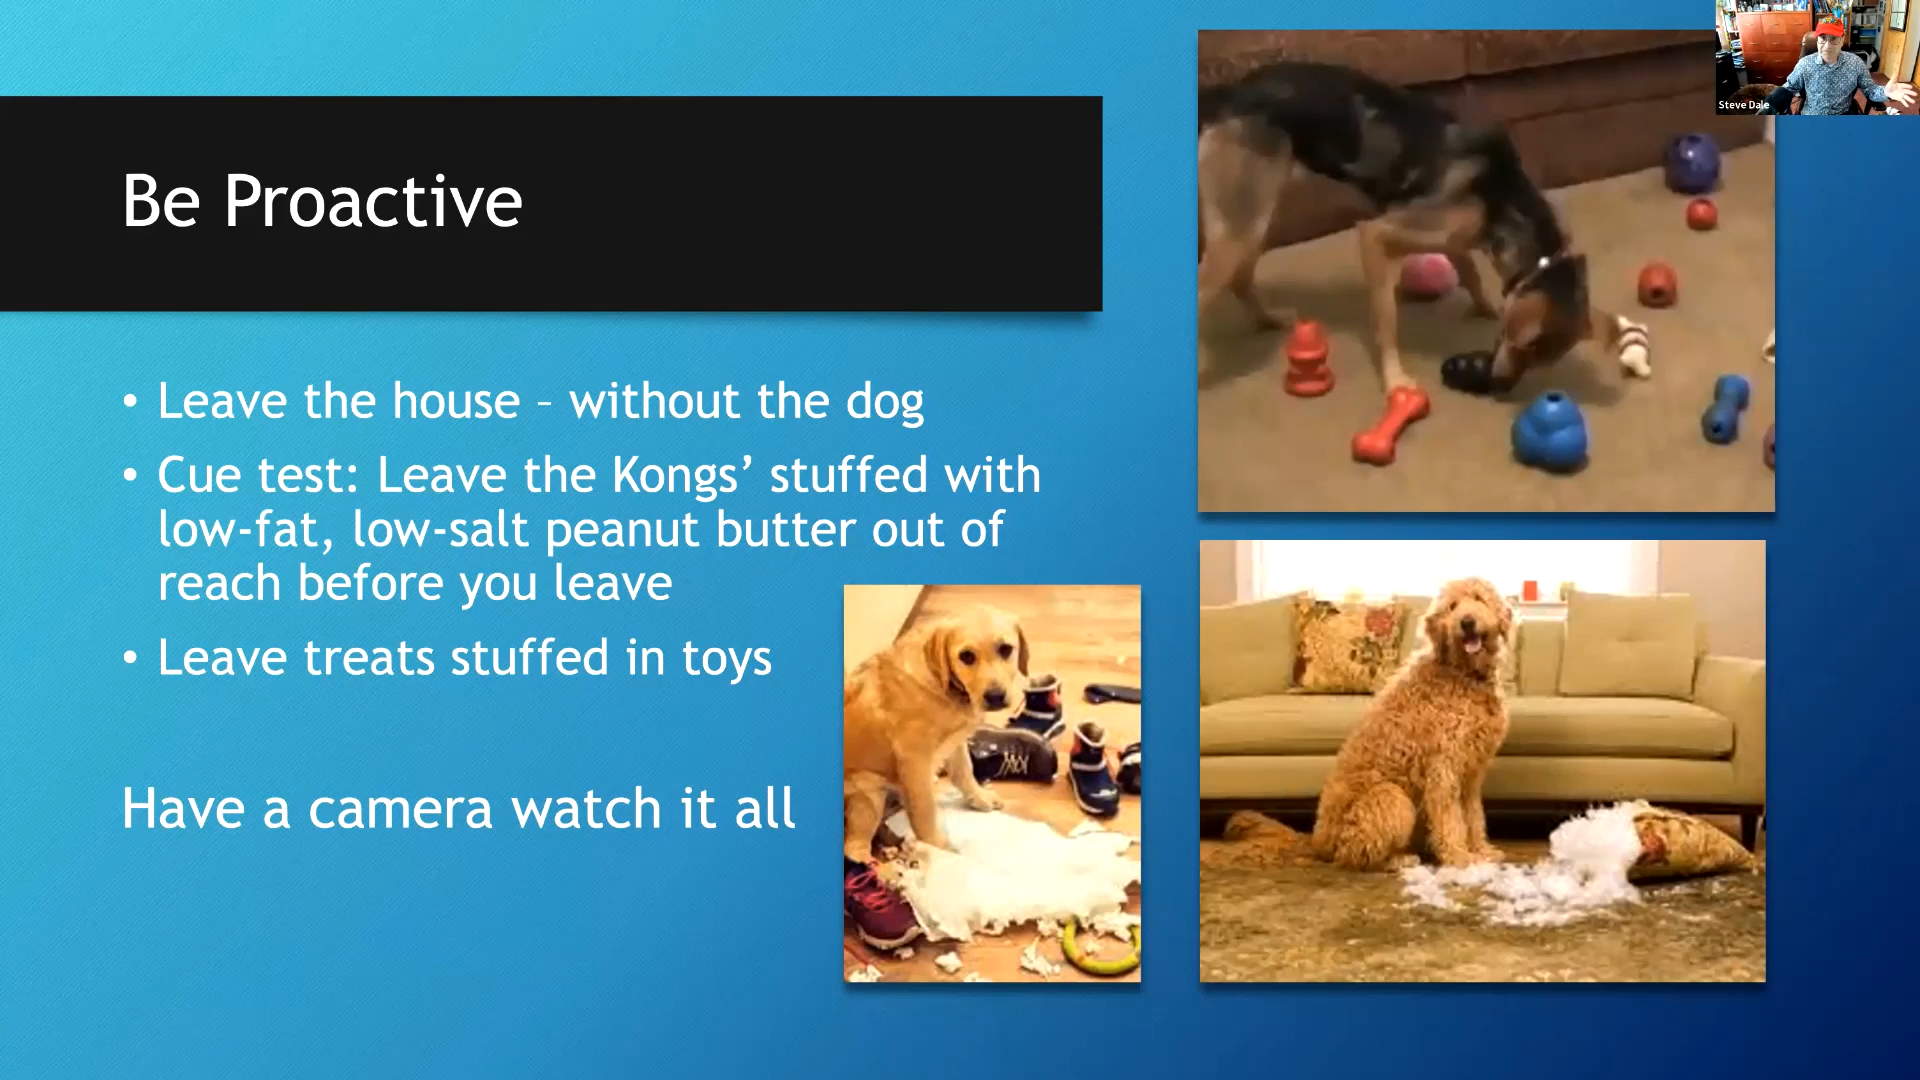 Steve Dale
Be Proactive
• Leave the house – without the dog
• Cue test: Leave the Kongs’ stuffed with
low-fat, low-salt peanut butter out of
reach before you leave
• Leave treats stuffed in toys
Have a camera watch it all